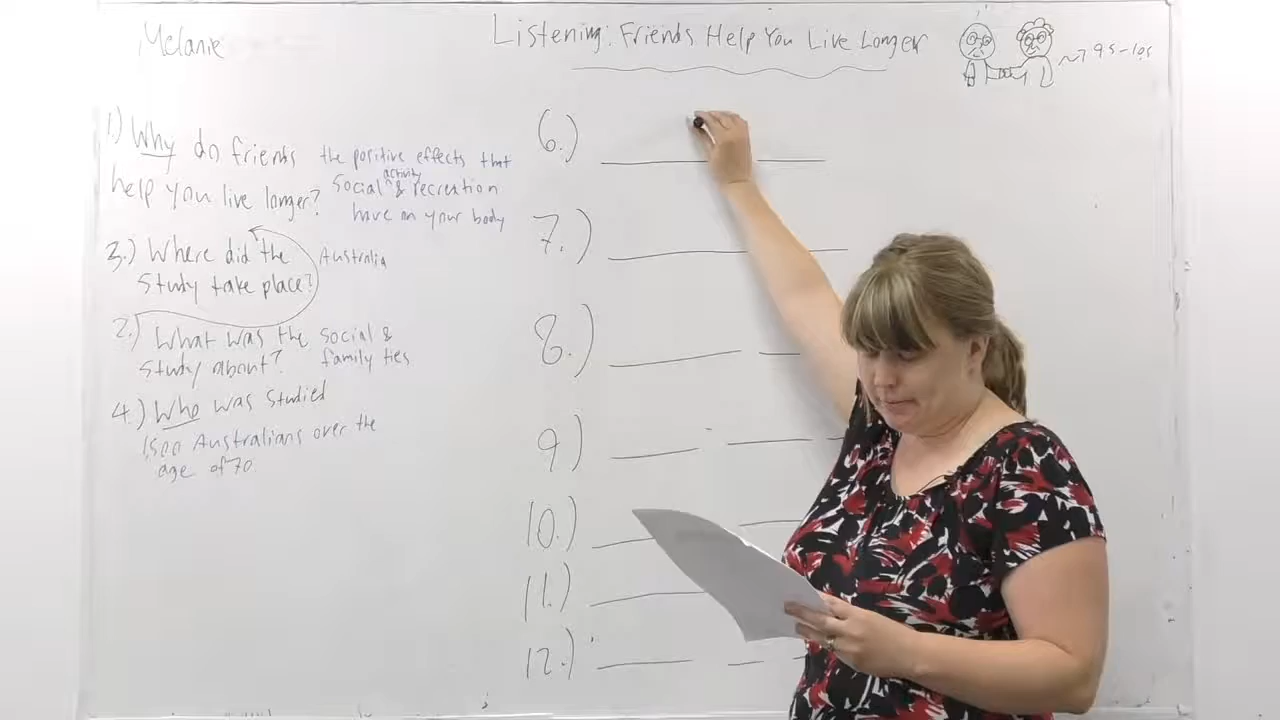 Melanie
Listening: Friends Help You Live Longer
~7 95-105
1.) Why do friends
help you live longer?
the positive effects that
activity
Social & recreation
have on your body
3.) Where did the
study take place?
Australia
2.) What was the
study about?
social &
family ties
4.) Who was studied
1,500 Australians over the
age of 70.
6.)
7.)
8.)
9)
10.)
11.)
12.)